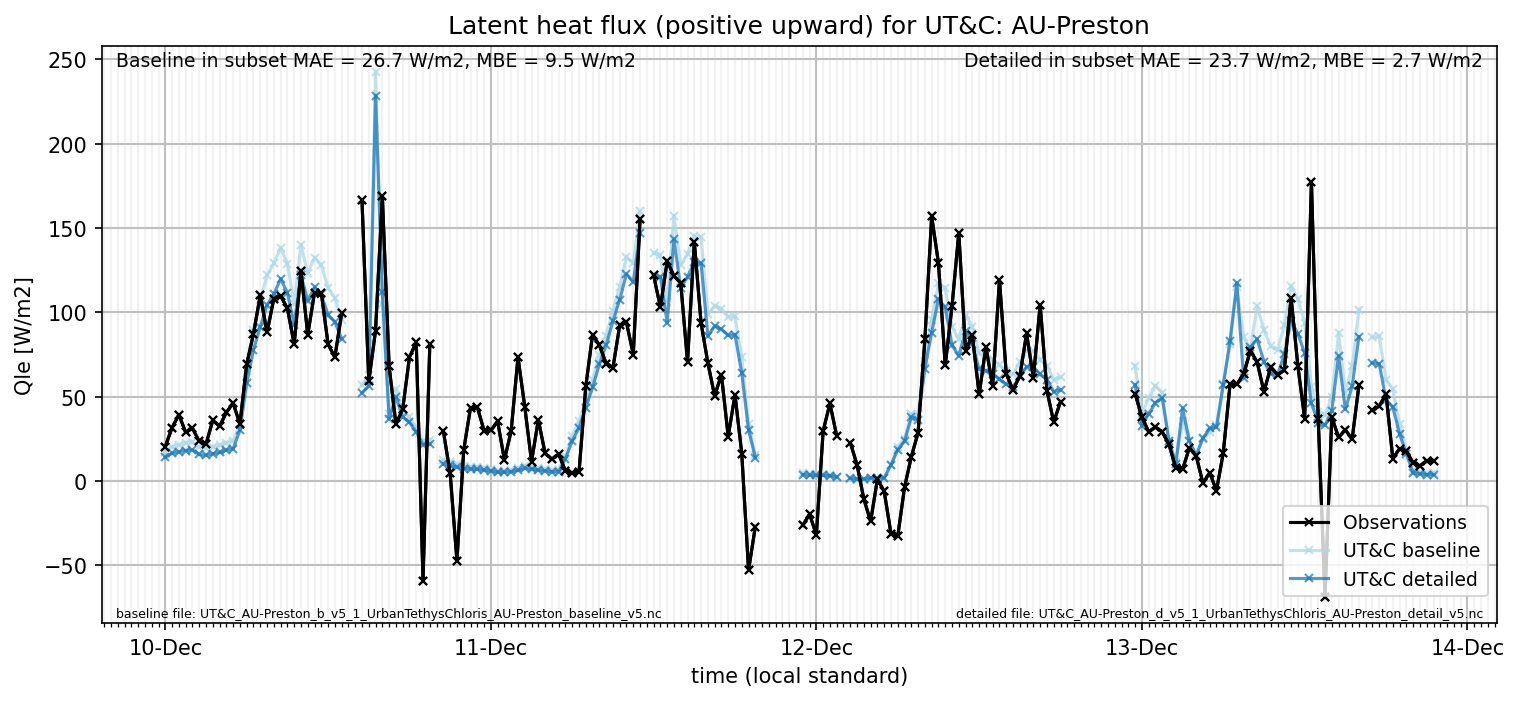 Latent heat flux (positive upward) for UT&C: AU-Preston
Baseline in subset MAE = 26.7 W/m2, MBE = 9.5 W/m2
Detailed in subset MAE = 23.7 W/m2, MBE = 2.7 W/m2
250
200
150
100
50
0
−50
Qle [W/m2]
Observations
UT&C baseline
UT&C detailed
baseline file: UT&C_AU-Preston_b_v5_1_UrbanTethysChloris_AU-Preston_baseline_v5.nc
detailed file: UT&C_AU-Preston_d_v5_1_UrbanTethysChloris_AU-Preston_detail_v5.nc
10-Dec
11-Dec
12-Dec
13-Dec
14-Dec
time (local standard)